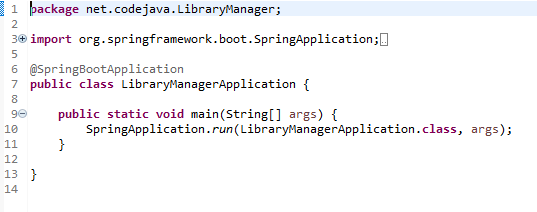 1 package net.codejava.LibraryManager;
2
3 import org.springframework.boot.SpringApplication;
5
6 @SpringBootApplication
7 public class LibraryManagerApplication {
8
9 public static void main(String[] args) {
10 SpringApplication.run(LibraryManagerApplication.class, args);
11 }
12
13 }
14